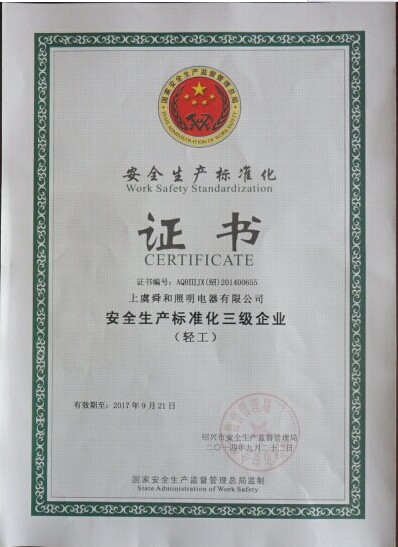 国家安全生产监督管理总局
STATE ADMINISTRATION OF WORK SAFETY
安全生产标准化
Work Safety Standardization
证书
CERTIFICATE
证书编号：AQBIIIJX(绍)201400655
上虞舜和照明电器有限公司
安全生产标准化三级企业
（轻工）
有效期至：2017年9月21日
绍兴市安全生产监督管理局
二〇一四年九月二十二日
国家安全生产监督管理总局监制
State Administration of Work Safety